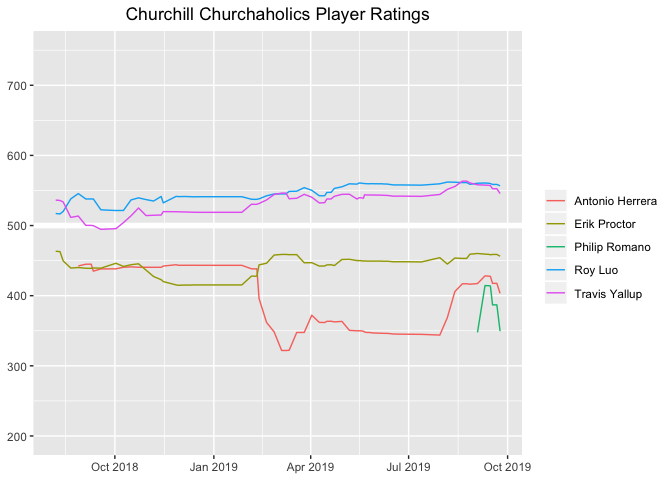 Churchill Churchaholics Player Ratings
700
600
500
400
300
200
Oct 2018
Jan 2019
Apr 2019
Jul 2019
Oct 2019
Antonio Herrera
Erik Proctor
Philip Romano
Roy Luo
Travis Yallup